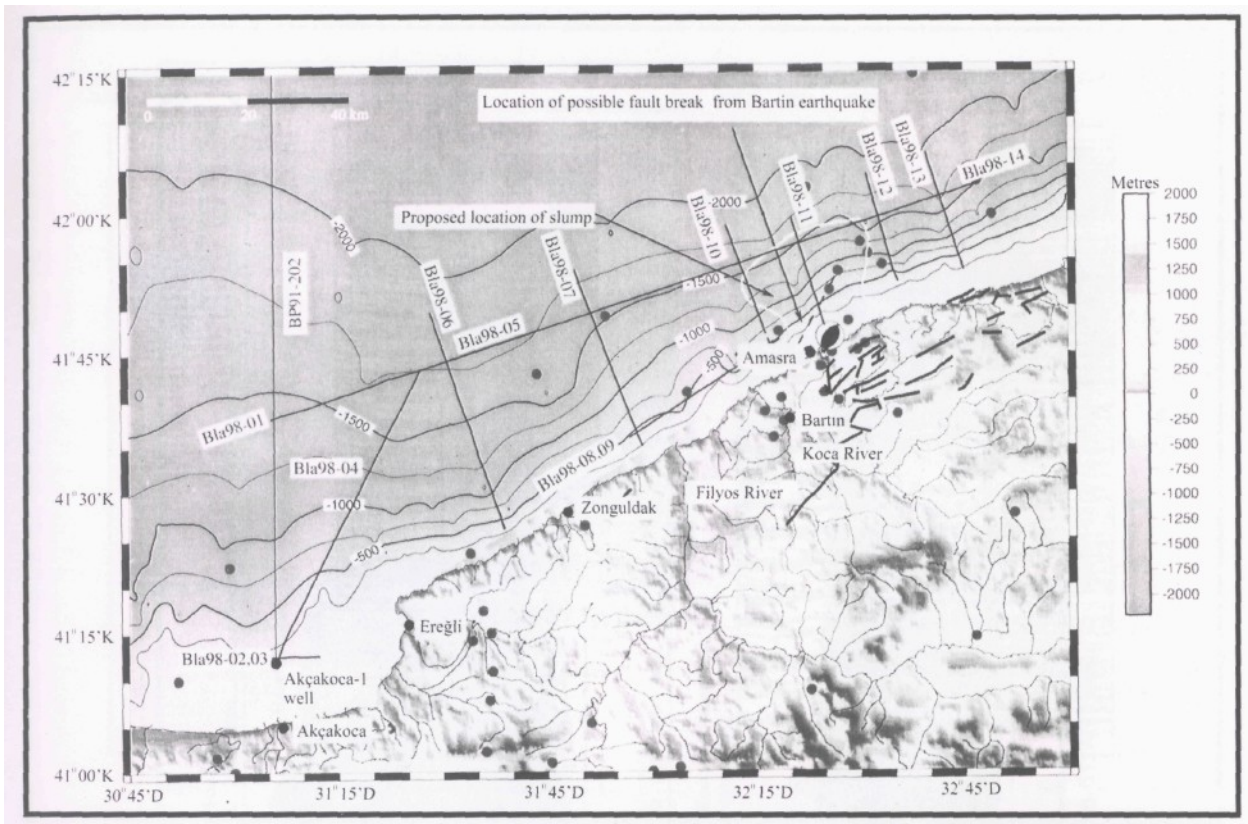 42°15'K
42°00'K
41°45'K
41°30'K
41°15'K
41°00'K
30°45'D
31°15'D
31°45'D
32°15'D
32°45'D
0 20 40 km
Location of possible fault break from Bartin earthquake
Proposed location of slump
BP91-202
Bla98-06
Bla98-05
Bla98-07
Bla98-10
Bla98-11
Bla98-12
Bla98-13
Bla98-14
Bla98-01
Bla98-04
Bla98-08.09
Bla98-02.03
-2000
-2000
-1500
-1500
-1000
-1000
-500
-500
Amasra
Bartın
Koca River
Filyos River
Zonguldak
Ereğli
Akçakoca-1
well
Akçakoca
Metres
2000
1750
1500
1250
1000
750
500
250
0
-250
-500
-750
-1000
-1250
-1500
-1750
-2000